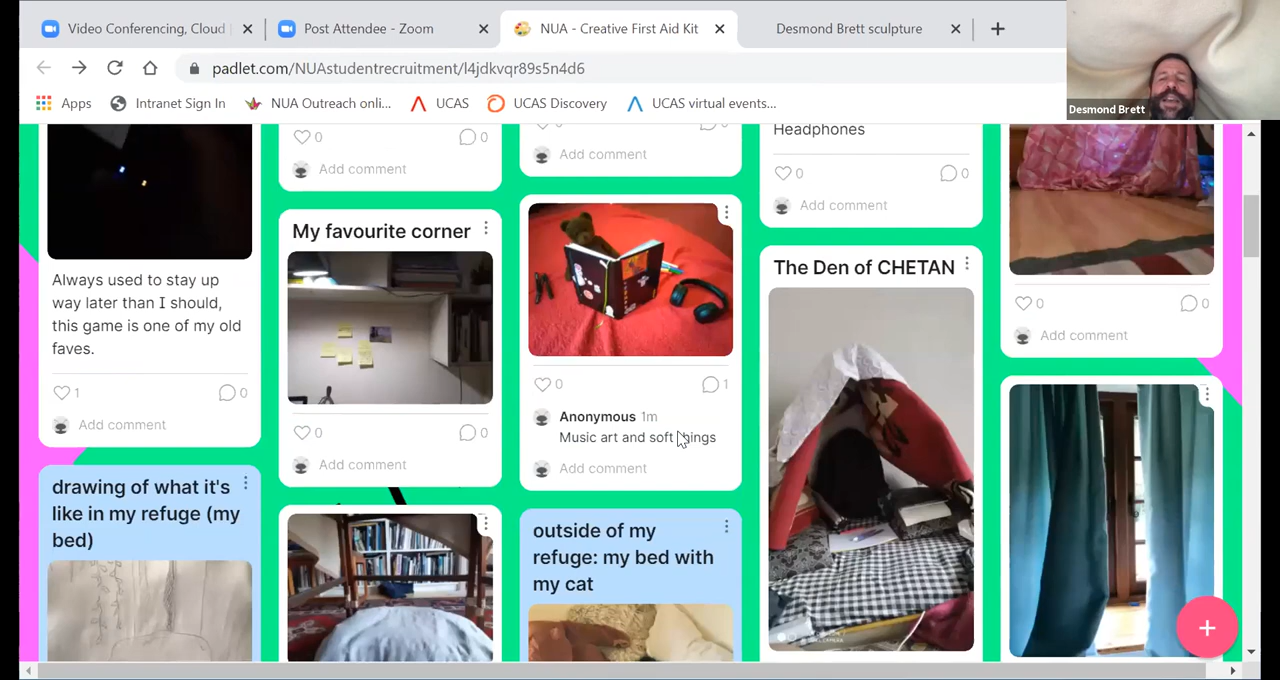 Video Conferencing, Cloud
Post Attendee - Zoom
NUA - Creative First Aid Kit
Desmond Brett sculpture
padlet.com/NUAstudentrecruitment/l4jdkvqr89s5n4d6
Apps
Intranet Sign In
NUA Outreach onli...
UCAS
UCAS Discovery
UCAS virtual events...
Desmond Brett
Always used to stay up
way later than I should,
this game is one of my old
faves.
1
0
Add comment
drawing of what it's
like in my refuge (my
bed)
0
0
Add comment
My favourite corner
0
0
Add comment
Add comment
0
1
Anonymous 1m
Music art and soft things
Add comment
outside of my
refuge: my bed with
my cat
Headphones
0
0
Add comment
The Den of CHETAN
0
0
Add comment